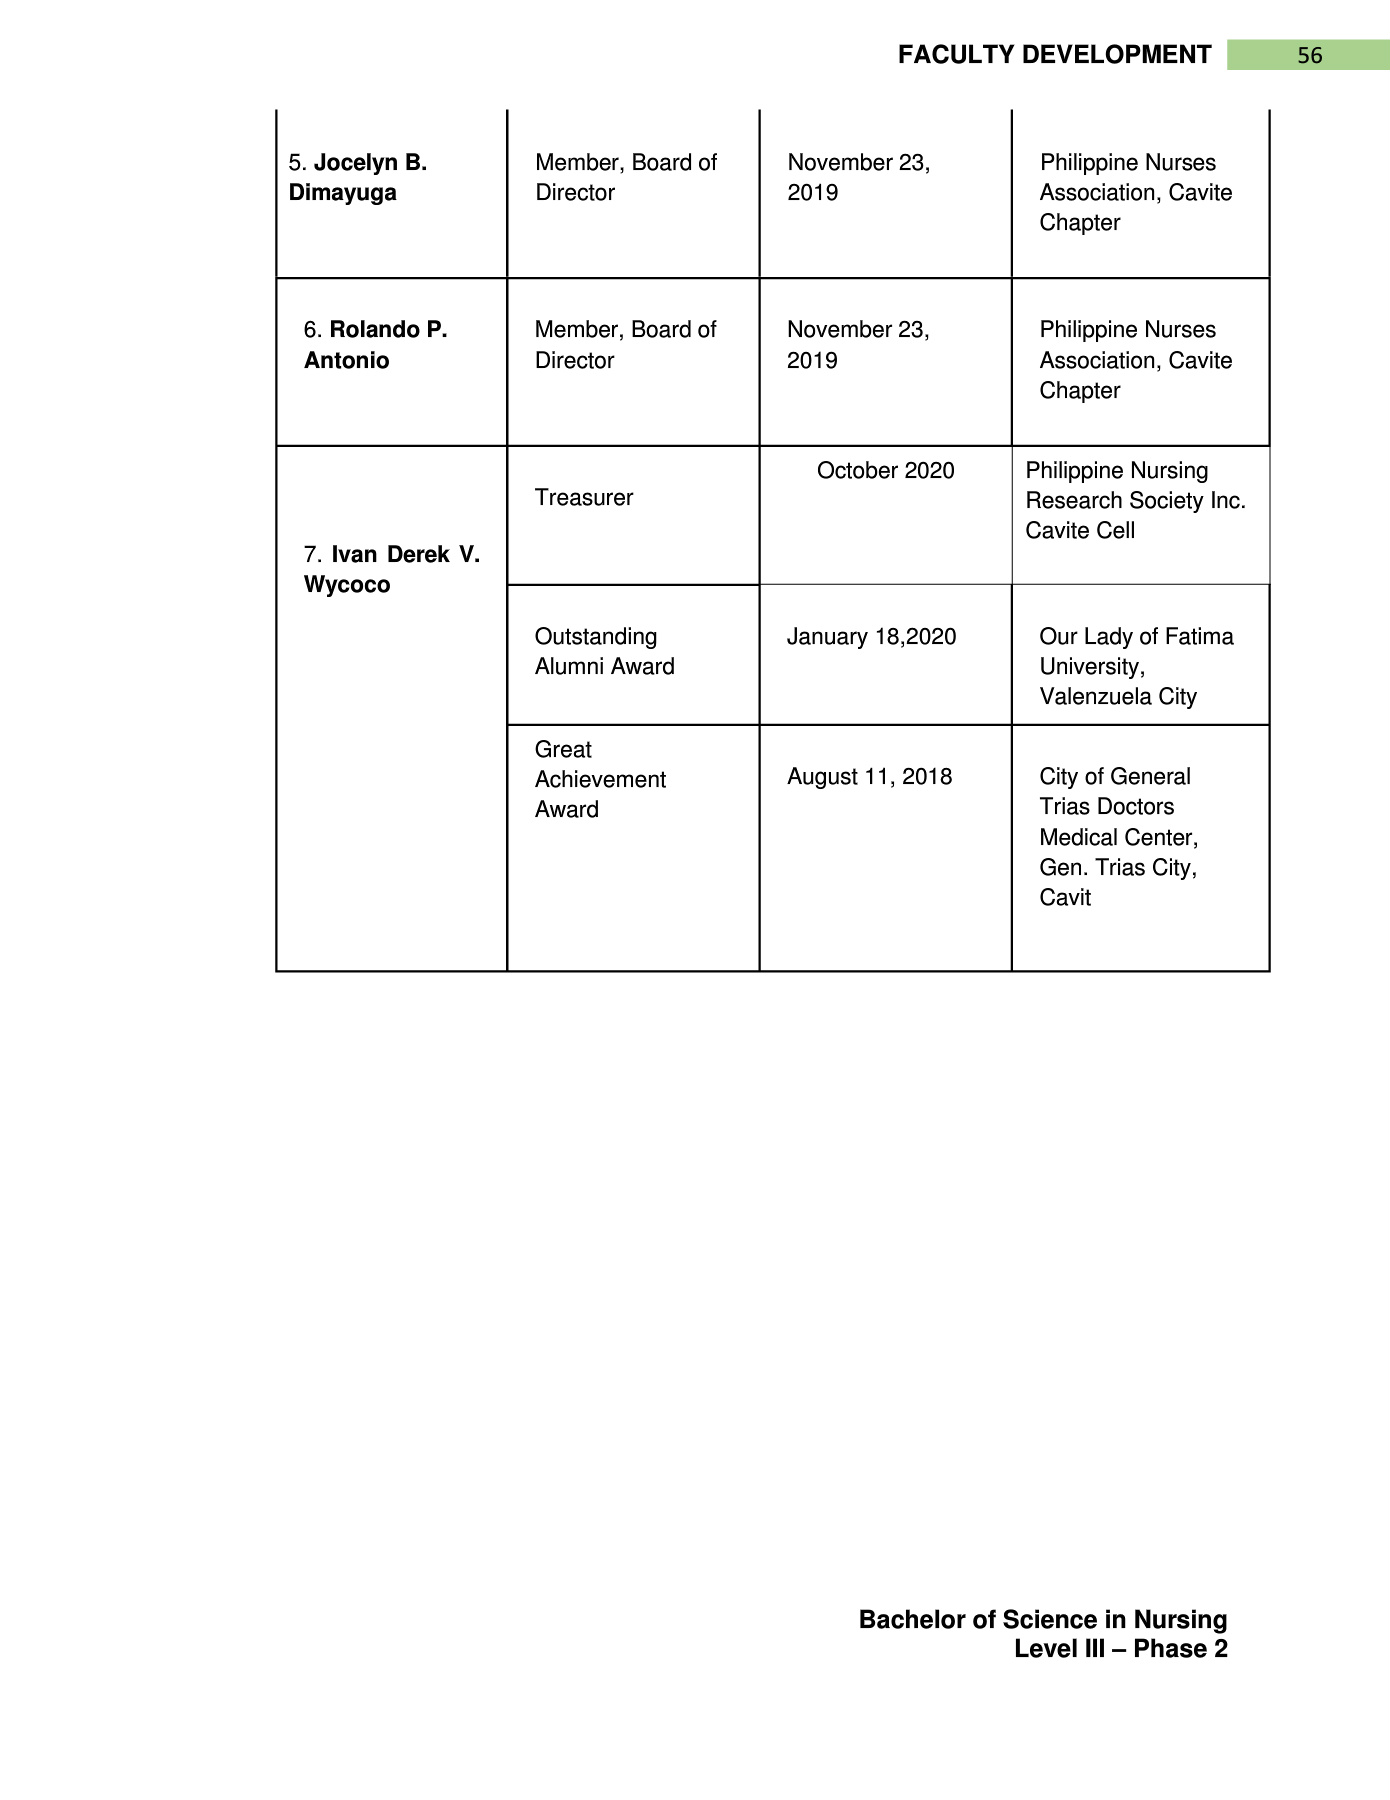 FACULTY DEVELOPMENT 56
5. Jocelyn B.
Dimayuga
Member, Board of
Director
November 23,
2019
Philippine Nurses
Association, Cavite
Chapter
6. Rolando P.
Antonio
Member, Board of
Director
November 23,
2019
Philippine Nurses
Association, Cavite
Chapter
7. Ivan Derek V.
Wycoco
Treasurer
October 2020
Philippine Nursing
Research Society Inc.
Cavite Cell
Outstanding
Alumni Award
January 18,2020
Our Lady of Fatima
University,
Valenzuela City
Great
Achievement
Award
August 11, 2018
City of General
Trias Doctors
Medical Center,
Gen. Trias City,
Cavit
Bachelor of Science in Nursing
Level III – Phase 2